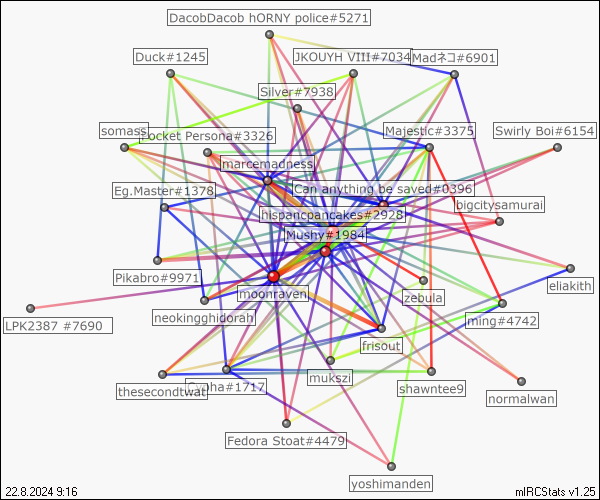 DacobDacob hORNY police#5271
Duck#1245
JKOUYH VIII#7034
Madネコ#6901
Silver#7938
somass
Pocket Persona#3326
Majestic#3375
Swirly Boi#6154
marcemadness
Eg.Master#1378
Can anything be saved#0396
bigcitysamurai
hispancpancakes#2928
Mushy#1984
Pikabro#9971
moonraven
zebula
eliakith
LPK2387 #7690
neokingghidorah
ming#4742
frisout
thesecondtwat
mukszi
shawntee9
normalwan
Fedora Stoat#4479
yoshimanden
22.8.2024 9:16
mIRCStats v1.25